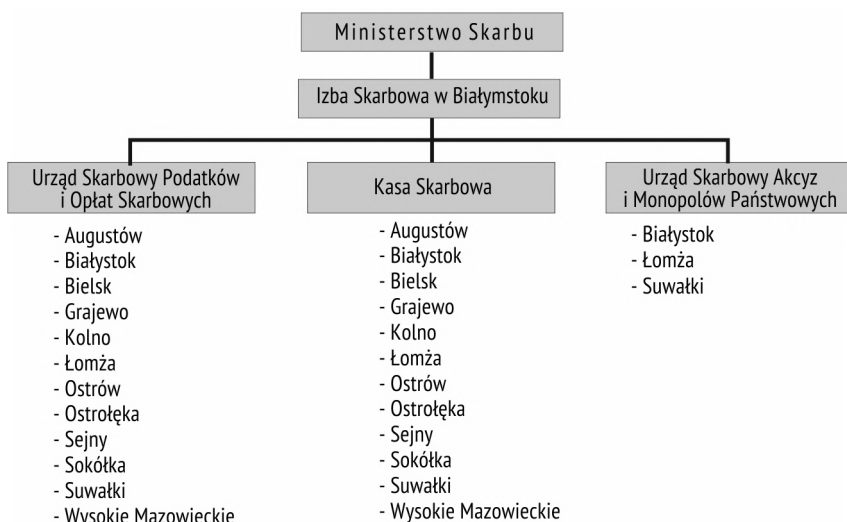 Ministerstwo Skarbu
Izba Skarbowa w Białymstoku
Urząd Skarbowy Podatków
i Opłat Skarbowych
- Augustów
- Białystok
- Bielsk
- Grajewo
- Kolno
- Łomża
- Ostrów
- Ostrołęka
- Sejny
- Sokółka
- Suwałki
- Wysokie Mazowieckie
Kasa Skarbowa
- Augustów
- Białystok
- Bielsk
- Grajewo
- Kolno
- Łomża
- Ostrów
- Ostrołęka
- Sejny
- Sokółka
- Suwałki
- Wysokie Mazowieckie
Urząd Skarbowy Akcyz
i Monopolów Państwowych
- Białystok
- Łomża
- Suwałki